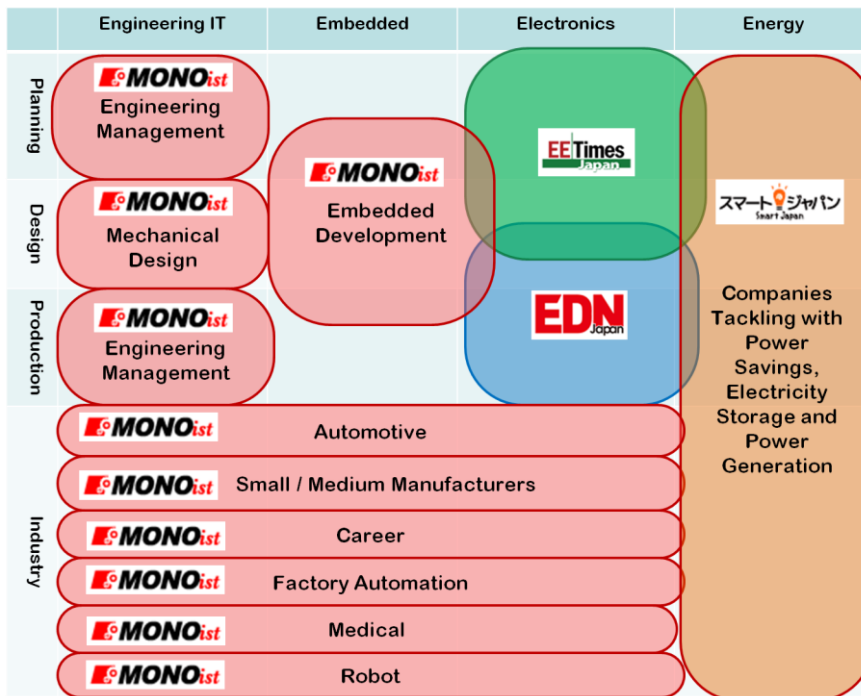 Engineering IT
Embedded
Electronics
Energy
Planning
MONOist
Engineering
Management
MONOist
Embedded
Development
EE Times
Japan
スマートジャパン
Smart Japan
Companies
Tackling with
Power
Savings,
Electricity
Storage and
Power
Generation
Design
MONOist
Mechanical
Design
Production
MONOist
Engineering
Management
EDN
Japan
Industry
MONOist Automotive
MONOist Small / Medium Manufacturers
MONOist Career
MONOist Factory Automation
MONOist Medical
MONOist Robot